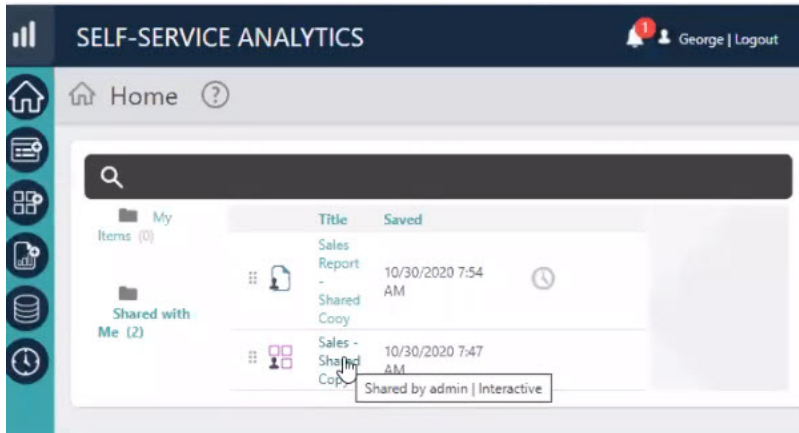 SELF-SERVICE ANALYTICS
1
George | Logout
Home ?
My
Items (0)
Shared with
Me (2)
Title Saved
Sales
Report
-
Shared
Copy
10/30/2020 7:54
AM
Sales -
Shared
Copy
10/30/2020 7:47
AM
Shared by admin | Interactive